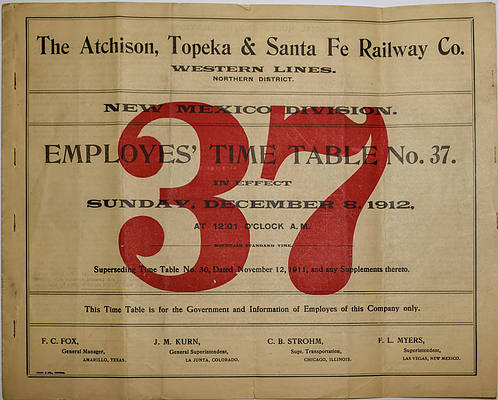 The Atchison, Topeka & Santa Fe Railway Co.
WESTERN LINES.
NORTHERN DISTRICT.
NEW MEXICO DIVISION.
37
EMPLOYES' TIME TABLE No. 37.
IN EFFECT
SUNDAY, DECEMBER 8, 1912,
AT 12:01 O'CLOCK A. M.
MOUNTAIN STANDARD TIME.
Superseding Time Table No. 36, Dated November 12, 1911, and any Supplements thereto.
This Time Table is for the Government and Information of Employes of this Company only.
F. C. FOX, J. M. KURN, C. B. STROHM, F. L. MYERS,
General Manager, General Superintendent, Supt. Transportation, Superintendent,
AMARILLO, TEXAS. LA JUNTA, COLORADO. CHICAGO, ILLINOIS. LAS VEGAS, NEW MEXICO.